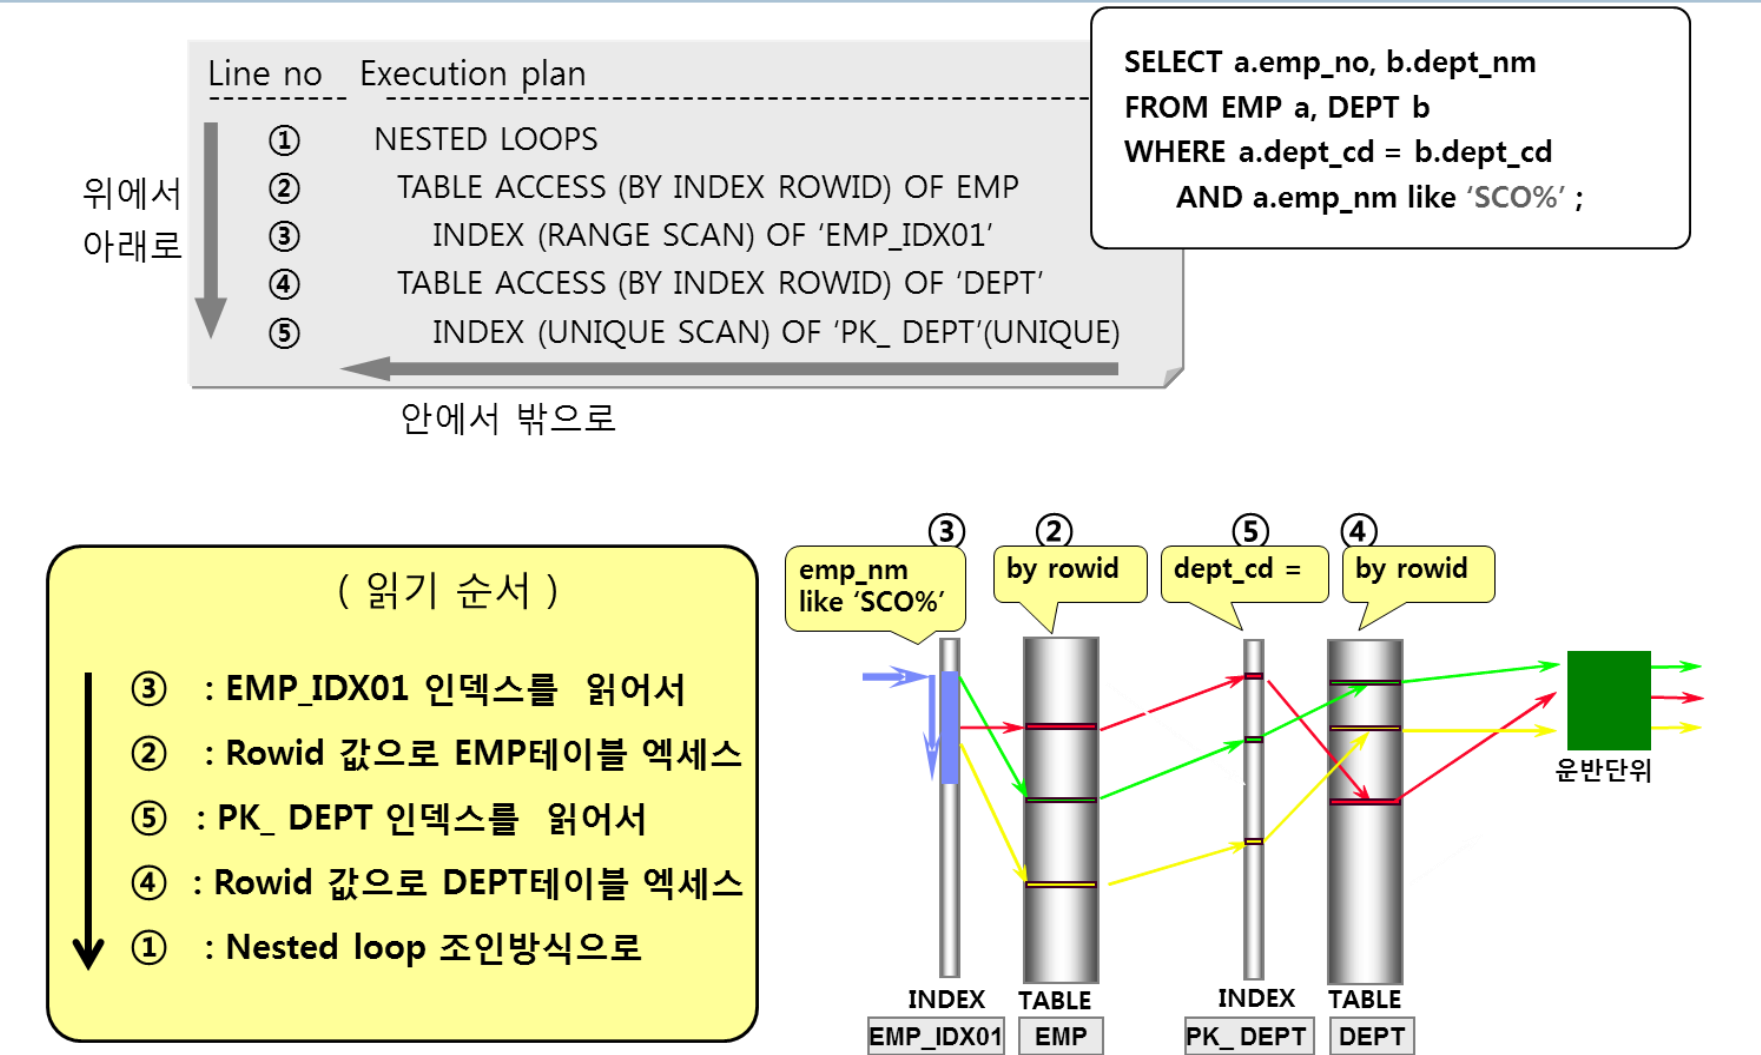 Line no Execution plan
① NESTED LOOPS
② TABLE ACCESS (BY INDEX ROWID) OF EMP
③ INDEX (RANGE SCAN) OF ‘EMP_IDX01’
④ TABLE ACCESS (BY INDEX ROWID) OF ‘DEPT’
⑤ INDEX (UNIQUE SCAN) OF ‘PK_ DEPT’(UNIQUE)
위에서
아래로
안에서 밖으로
SELECT a.emp_no, b.dept_nm
FROM EMP a, DEPT b
WHERE a.dept_cd = b.dept_cd
AND a.emp_nm like ‘SCO%’ ;
( 읽기 순서 )
③ : EMP_IDX01 인덱스를 읽어서
② : Rowid 값으로 EMP테이블 엑세스
⑤ : PK_ DEPT 인덱스를 읽어서
④ : Rowid 값으로 DEPT테이블 엑세스
① : Nested loop 조인방식으로
③ ② ⑤ ④
emp_nm
like ‘SCO%’
by rowid
dept_cd =
by rowid
운반단위
INDEX TABLE INDEX TABLE
EMP_IDX01 EMP PK_ DEPT DEPT